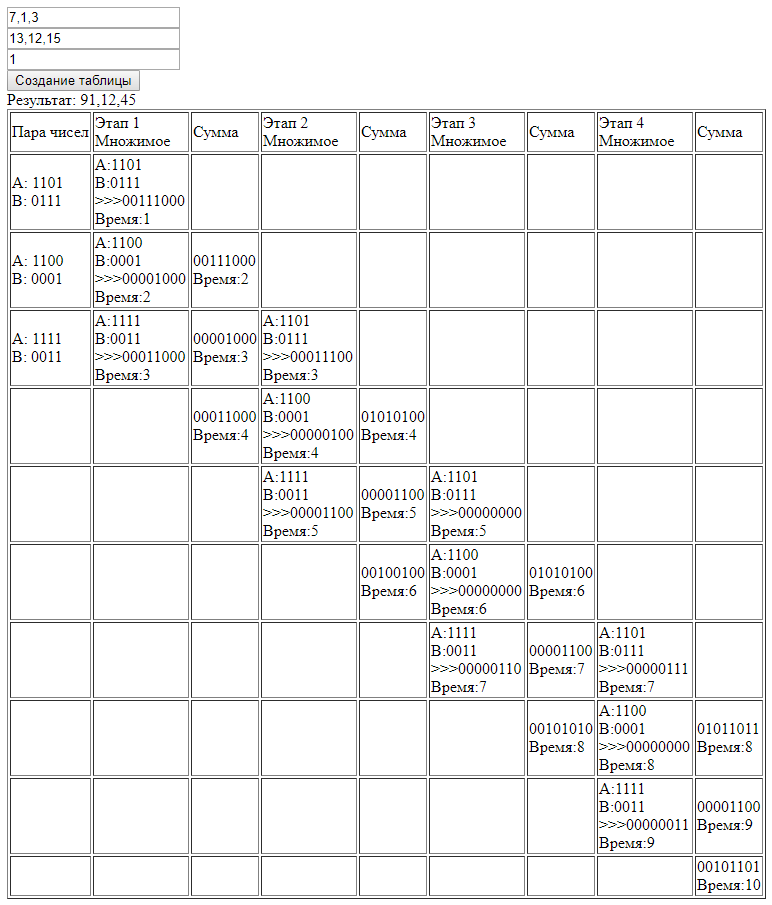 7,1,3
13,12,15
1
Создание таблицы
Результат: 91,12,45
Пара чисел
Этап 1
Множимое
Сумма
Этап 2
Множимое
Сумма
Этап 3
Множимое
Сумма
Этап 4
Множимое
Сумма
A: 1101
B: 0111
A:1101
B:0111
>>>00111000
Время:1
A: 1100
B: 0001
A:1100
B:0001
>>>00001000
Время:2
00111000
Время:2
A: 1111
B: 0011
A:1111
B:0011
>>>00011000
Время:3
00001000
Время:3
A:1101
B:0111
>>>00011100
Время:3
00011000
Время:4
A:1100
B:0001
>>>00000100
Время:4
01010100
Время:4
A:1111
B:0011
>>>00001100
Время:5
00001100
Время:5
A:1101
B:0111
>>>00000000
Время:5
00100100
Время:6
A:1100
B:0001
>>>00000000
Время:6
01010100
Время:6
A:1111
B:0011
>>>00000110
Время:7
00001100
Время:7
A:1101
B:0111
>>>00000111
Время:7
00101010
Время:8
A:1100
B:0001
>>>00000000
Время:8
01011011
Время:8
A:1111
B:0011
>>>00000011
Время:9
00001100
Время:9
00101101
Время:10